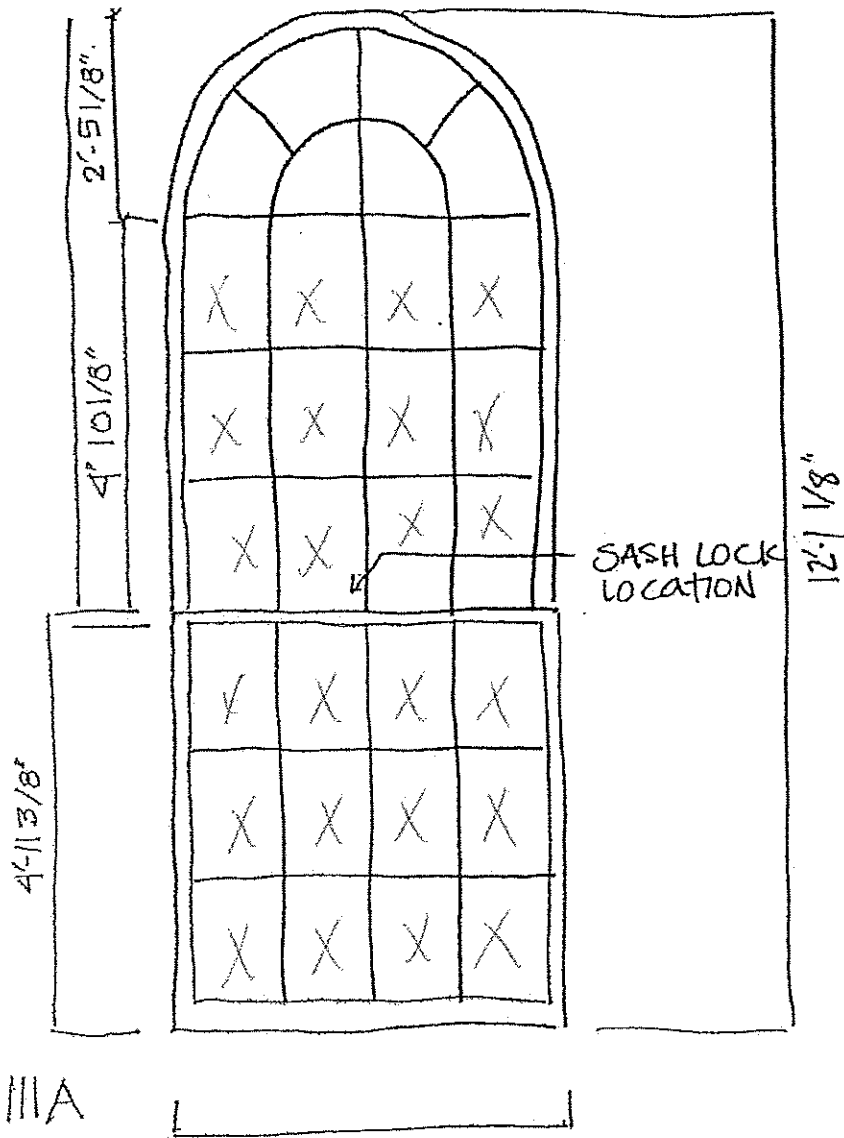 2'-5 1/8".
4' 10 1/8"
X X X X
X X X X
X X X X
SASH LOCK
LOCATION
12'-1 1/8"
X X X X
X X X X
X X X X
4'-11 3/8"
IIIA